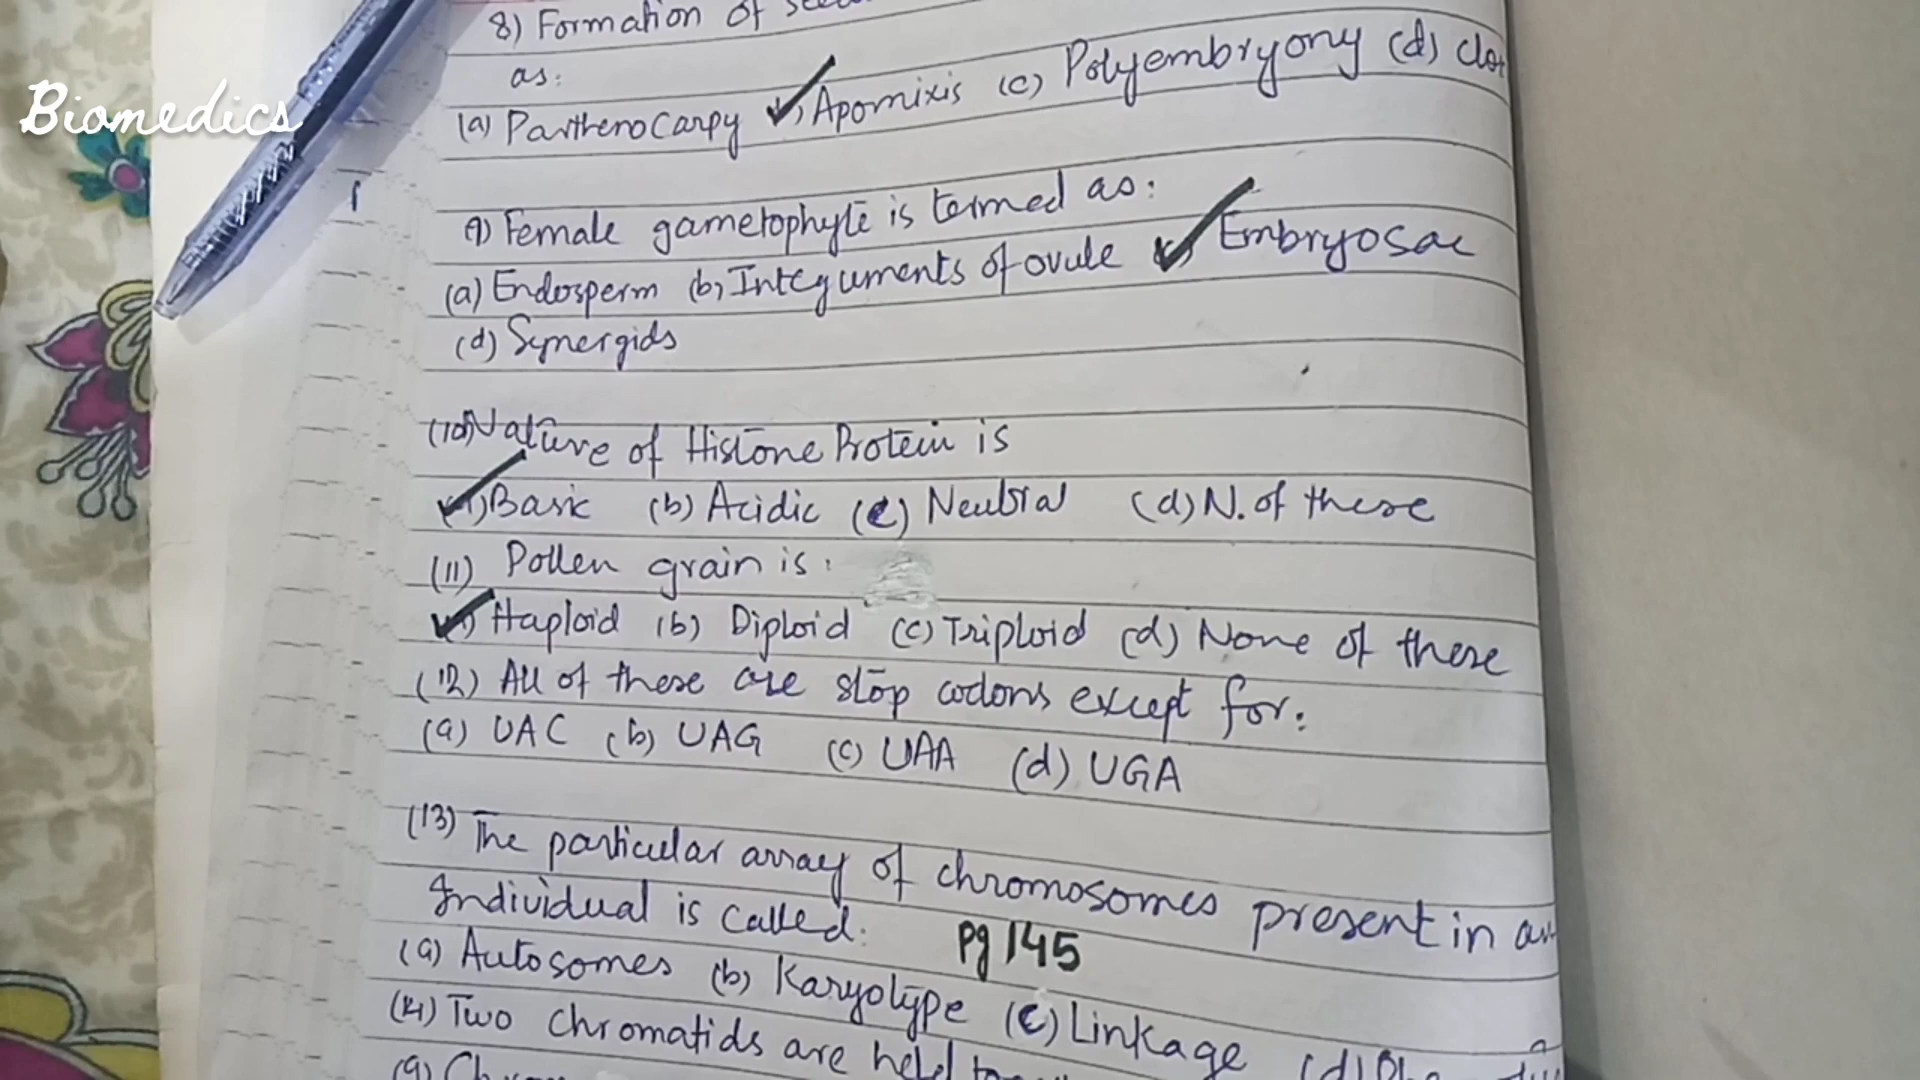 Biomedics
8) Formation of
as:
(a) Parthenocarpy Apomixis (c) Polyembryony (d)
9) Female gametophyte is termed as:
(a) Endosperm (b) Integuments of ovule Embryosac
(d) Synergids
(10) Nature of Histone Protein is
Basic (b) Acidic (c) Neutral (d) N. of these
(11) Pollen grain is:
Haploid (b) Diploid (c) Triploid (d) None of these
(12) All of these are stop codons except for:
(a) UAC (b) UAG (c) UAA (d) UGA
(13) The particular array of chromosomes present in an
Individual is called: Pg 145
(a) Autosomes (b) Karyotype (c) Linkage (d)
(14) Two chromatids are held
(a)